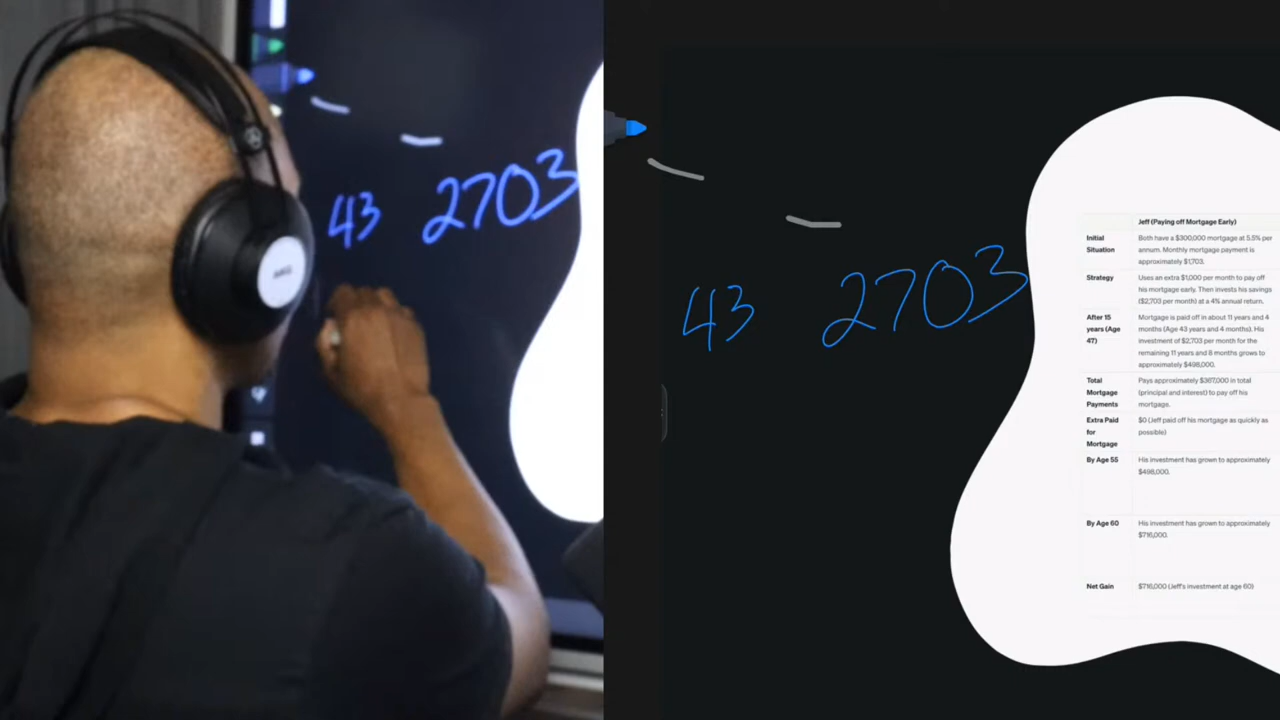 43 2703
43 2703
Jeff (Paying off Mortgage Early)
Initial Situation
Both have a $300,000 mortgage at 5.5% per
annum. Monthly mortgage payment is
approximately $1,703.
Strategy
Uses an extra $1,000 per month to pay off
his mortgage early. Then invests his savings
($2,703 per month) at a 4% annual return.
After 15
years (Age
47)
Mortgage is paid off in about 11 years and 4
months (Age 43 years and 4 months). His
investment of $2,703 per month for the
remaining 11 years and 8 months grows to
approximately $498,000.
Total
Mortgage
Payments
Pays approximately $367,000 in total
(principal and interest) to pay off his
mortgage.
Extra Paid
for
Mortgage
$0 (Jeff paid off his mortgage as quickly as
possible)
By Age 55
His investment has grown to approximately
$498,000.
By Age 60
His investment has grown to approximately
$716,000.
Net Gain
$716,000 (Jeff's investment at age 60)